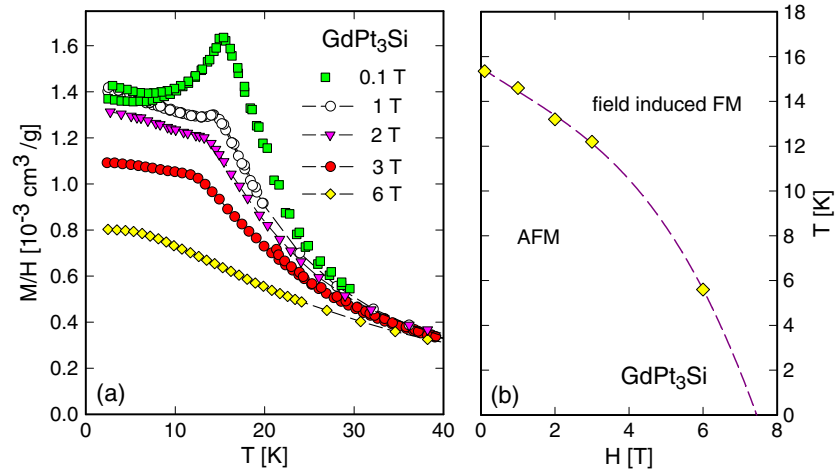 GdPt₃Si
0.1 T
1 T
2 T
3 T
6 T
M/H [10⁻³ cm³ /g]
1.6
1.4
1.2
1.0
0.8
0.6
0.4
0.2
0.0
(a)
0 10 20 30 40
T [K]
field induced FM
AFM
GdPt₃Si
(b)
18
16
14
12
10
8
6
4
2
0
T [K]
0 2 4 6 8
H [T]